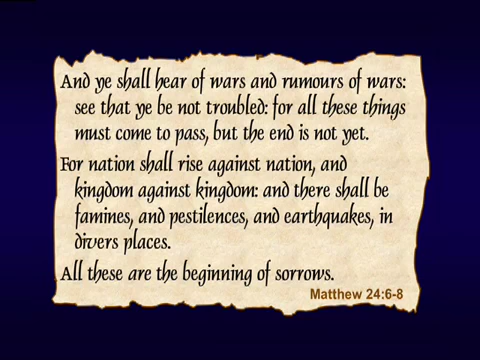 And ye shall hear of wars and rumours of wars:
see that ye be not troubled: for all these things
must come to pass, but the end is not yet.
For nation shall rise against nation, and
kingdom against kingdom: and there shall be
famines, and pestilences, and earthquakes, in
divers places.
All these are the beginning of sorrows.
Matthew 24:6-8